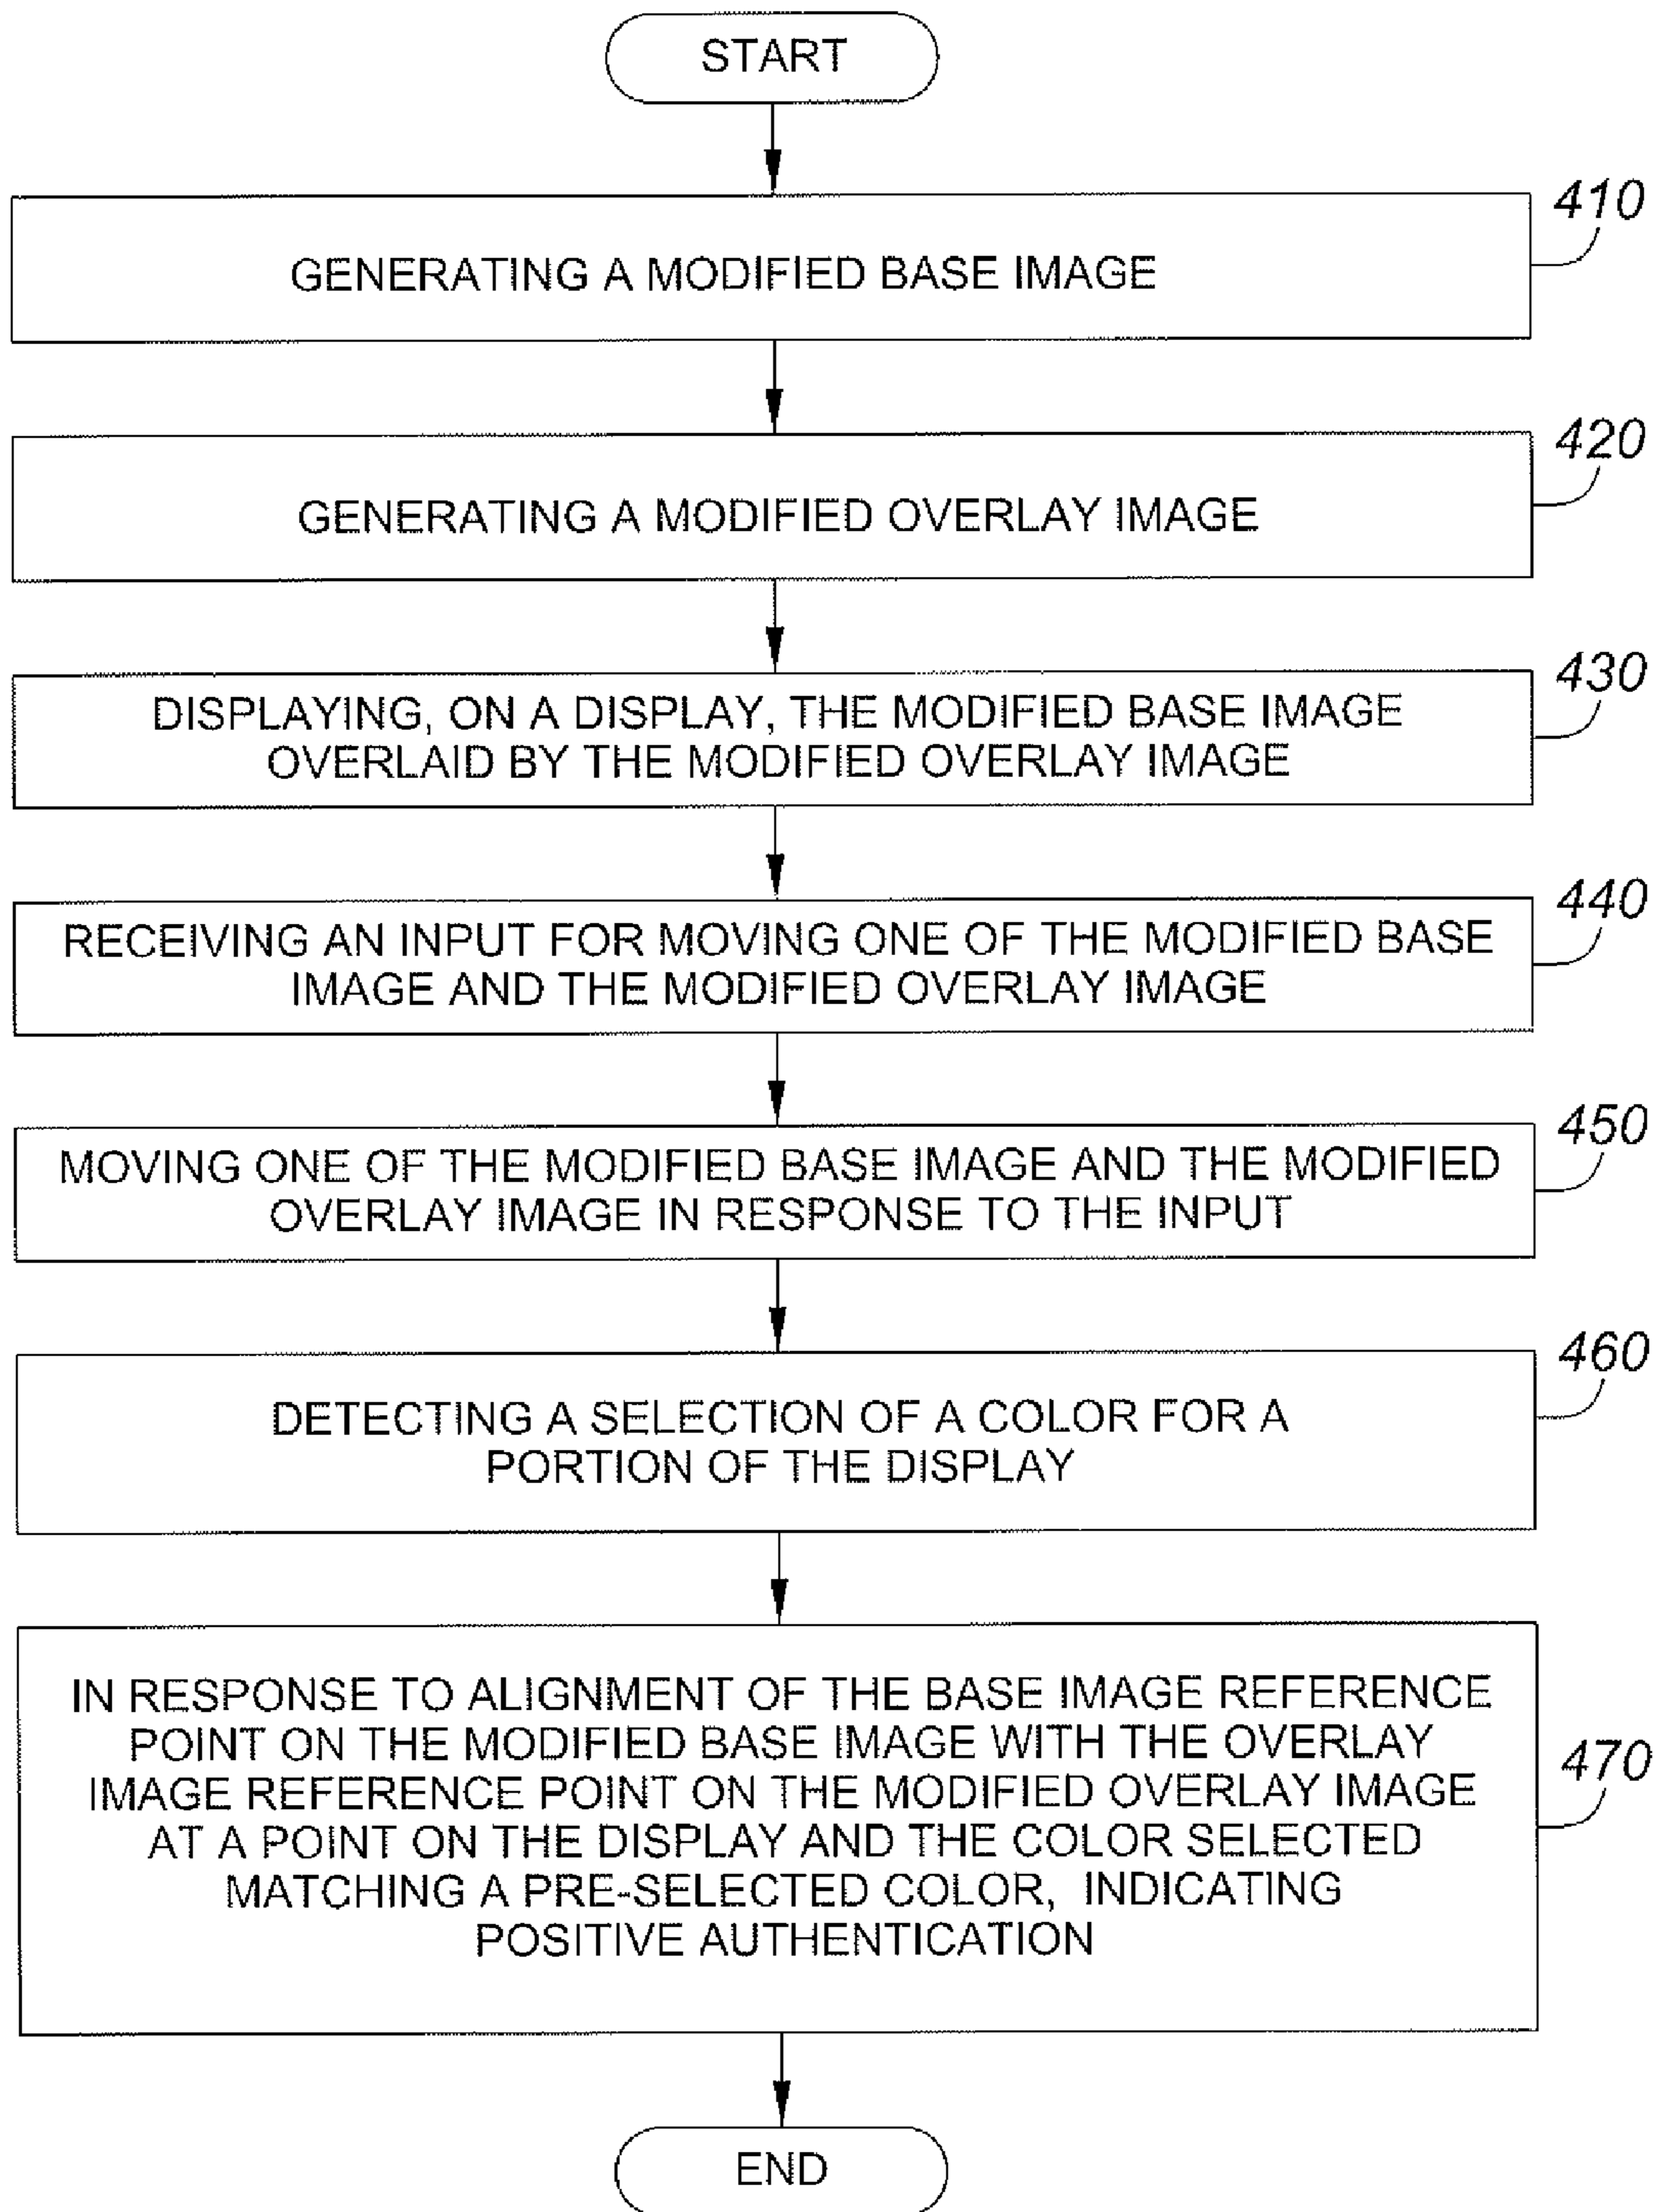 START
410
GENERATING A MODIFIED BASE IMAGE
420
GENERATING A MODIFIED OVERLAY IMAGE
430
DISPLAYING, ON A DISPLAY, THE MODIFIED BASE IMAGE
OVERLAID BY THE MODIFIED OVERLAY IMAGE
440
RECEIVING AN INPUT FOR MOVING ONE OF THE MODIFIED BASE
IMAGE AND THE MODIFIED OVERLAY IMAGE
450
MOVING ONE OF THE MODIFIED BASE IMAGE AND THE MODIFIED
OVERLAY IMAGE IN RESPONSE TO THE INPUT
460
DETECTING A SELECTION OF A COLOR FOR A
PORTION OF THE DISPLAY
470
IN RESPONSE TO ALIGNMENT OF THE BASE IMAGE REFERENCE
POINT ON THE MODIFIED BASE IMAGE WITH THE OVERLAY
IMAGE REFERENCE POINT ON THE MODIFIED OVERLAY IMAGE
AT A POINT ON THE DISPLAY AND THE COLOR SELECTED
MATCHING A PRE-SELECTED COLOR, INDICATING
POSITIVE AUTHENTICATION
END